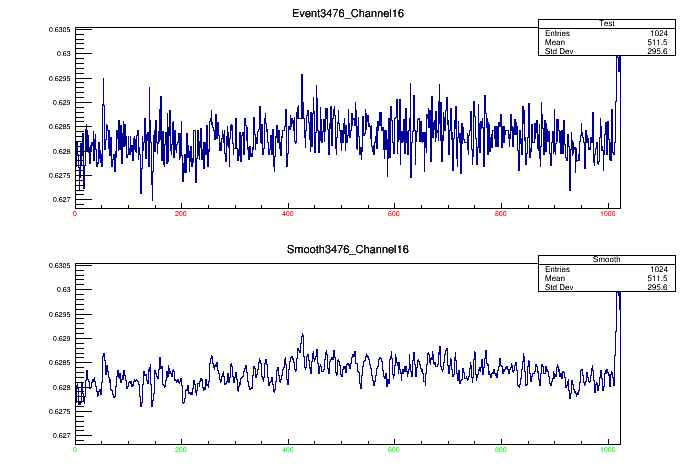 Event3476_Channel16
Test
Entries 1024
Mean 511.5
Std Dev 295.6
0.6305
0.63
0.6295
0.629
0.6285
0.628
0.6275
0.627
0 200 400 600 800 1000
Smooth3476_Channel16
Smooth
Entries 1024
Mean 511.5
Std Dev 295.6
0.6305
0.63
0.6295
0.629
0.6285
0.628
0.6275
0.627
0 200 400 600 800 1000